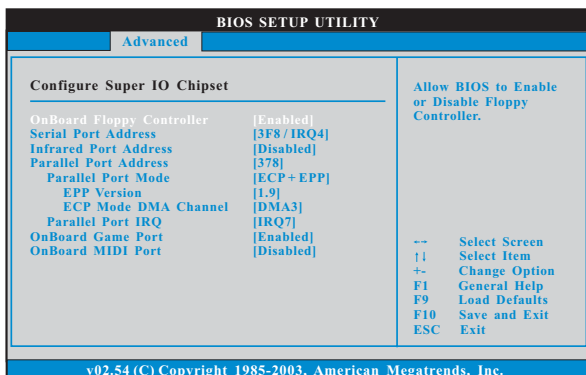 BIOS SETUP UTILITY
Advanced
Configure Super IO Chipset
OnBoard Floppy Controller [Enabled]
Serial Port Address [3F8 / IRQ4]
Infrared Port Address [Disabled]
Parallel Port Address [378]
Parallel Port Mode [ECP + EPP]
EPP Version [1.9]
ECP Mode DMA Channel [DMA3]
Parallel Port IRQ [IRQ7]
OnBoard Game Port [Enabled]
OnBoard MIDI Port [Disabled]
Allow BIOS to Enable
or Disable Floppy
Controller.
←→ Select Screen
↑↓ Select Item
+- Change Option
F1 General Help
F9 Load Defaults
F10 Save and Exit
ESC Exit
v02.54 (C) Copyright 1985-2003, American Megatrends, Inc.